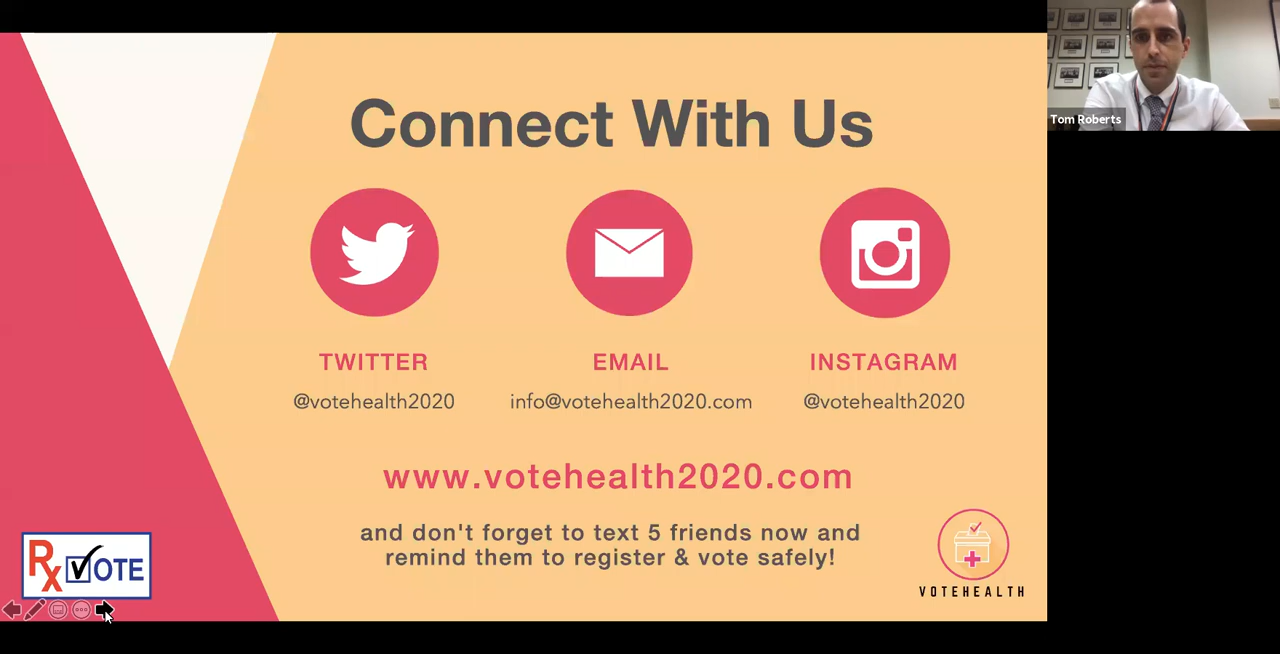 Connect With Us
TWITTER
@votehealth2020
EMAIL
info@votehealth2020.com
INSTAGRAM
@votehealth2020
www.votehealth2020.com
and don't forget to text 5 friends now and
remind them to register & vote safely!
Rx VOTE
VOTEHEALTH
Tom Roberts